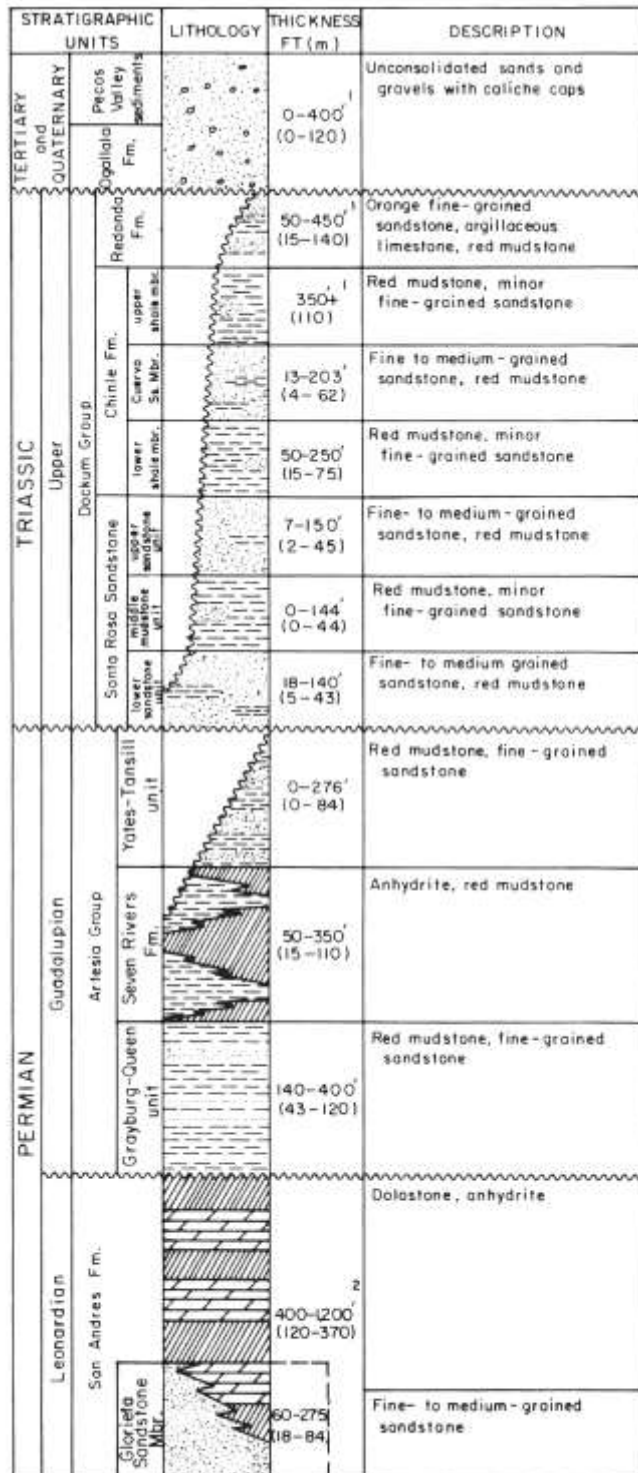 STRATIGRAPHIC
UNITS
LITHOLOGY
THICKNESS
FT (m.)
DESCRIPTION
TERTIARY
and
QUATERNARY
Pecos
Valley
sediments
0-400' 1
(0-120)
Unconsolidated sands and
gravels with caliche caps
Ogallala
Fm.
TRIASSIC
Upper
Dockum Group
Redonda
Fm.
50-450' 1
(15-140)
Orange fine-grained
sandstone, argillaceous
limestone, red mudstone
Chinle Fm.
upper
shale mbr.
350+' 1
(110)
Red mudstone, minor
fine-grained sandstone
Cuervo
Ss. Mbr.
13-203'
(4-62)
Fine to medium-grained
sandstone, red mudstone
lower
shale mbr.
50-250'
(15-75)
Red mudstone, minor
fine-grained sandstone
Santa Rosa Sandstone
upper
sandstone
unit
7-150'
(2-45)
Fine- to medium-grained
sandstone, red mudstone
middle
mudstone
unit
0-144'
(0-44)
Red mudstone, minor
fine-grained sandstone
lower
sandstone
unit
18-140'
(5-43)
Fine- to medium grained
sandstone, red mudstone
PERMIAN
Guadalupian
Artesia Group
Yates-Tansill
unit
0-276'
(0-84)
Red mudstone, fine-grained
sandstone
Seven Rivers
Fm.
50-350'
(15-110)
Anhydrite, red mudstone
Grayburg-Queen
unit
140-400'
(43-120)
Red mudstone, fine-grained
sandstone
Leonardian
San Andres Fm.
400-1200' 2
(120-370)
Dolostone, anhydrite
Glorieta
Sandstone
Mbr.
60-275
(18-84)
Fine- to medium-grained
sandstone